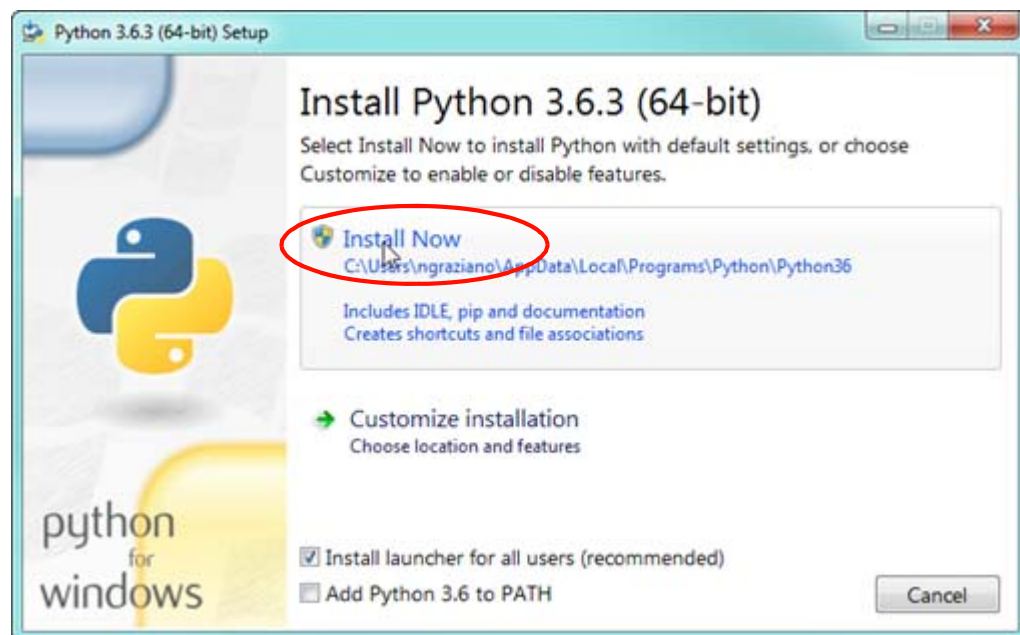 Python 3.6.3 (64-bit) Setup
Install Python 3.6.3 (64-bit)
Select Install Now to install Python with default settings, or choose
Customize to enable or disable features.
Install Now
C:\Users\ngraziano\AppData\Local\Programs\Python\Python36
Includes IDLE, pip and documentation
Creates shortcuts and file associations
Customize installation
Choose location and features
python
for
windows
Install launcher for all users (recommended)
Add Python 3.6 to PATH
Cancel